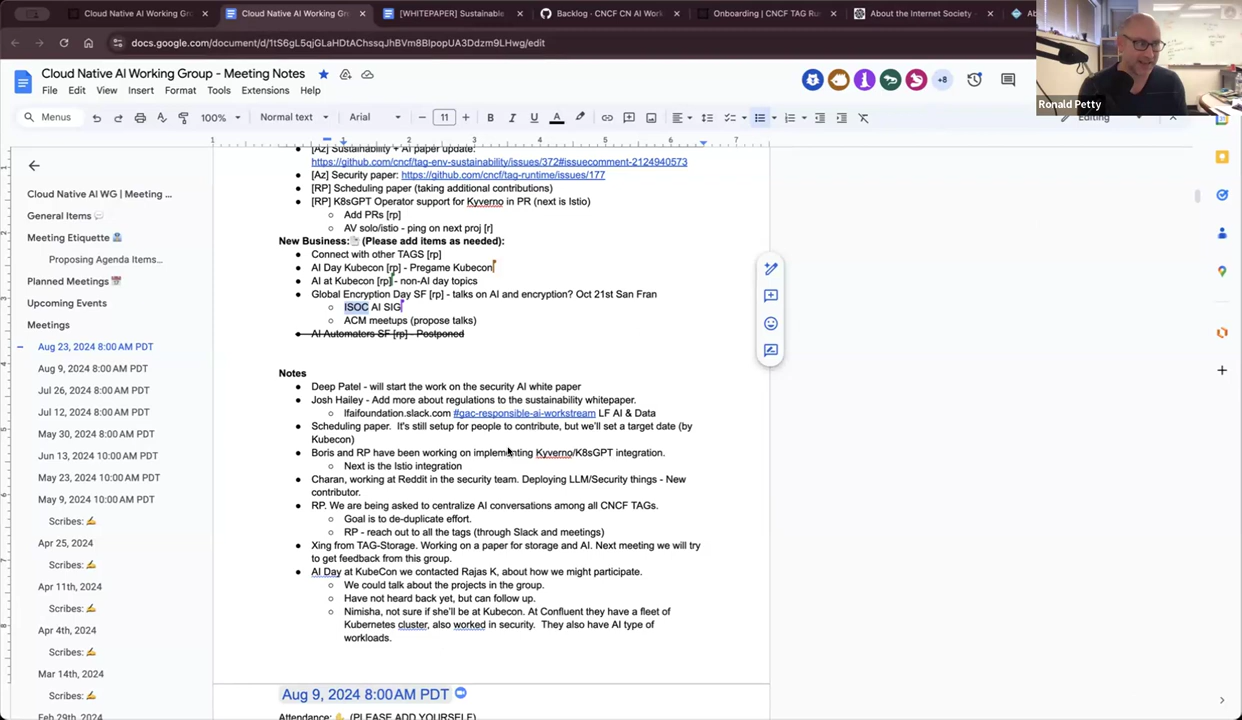 Cloud Native AI Working Gro
Cloud Native AI Working Gro
[WHITEPAPER] Sustainable
Backlog · CNCF CN AI Work
Onboarding | CNCF TAG Run
About the Internet Society -
docs.google.com/document/d/1tS6gL5qjGLaHDtAChssqJhBVm8BlpopUA3Ddzm9LHwg/edit
Ronald Petty
Cloud Native AI Working Group - Meeting Notes
+8
File Edit View Insert Format Tools Extensions Help
Menus 100% Normal text Arial 11 Editing
1 1 2 3 4 5 6 7
Cloud Native AI WG | Meeting ...
General Items
Meeting Etiquette
Proposing Agenda Items...
Planned Meetings
Upcoming Events
Meetings
Aug 23, 2024 8:00 AM PDT
Aug 9, 2024 8:00 AM PDT
Jul 26, 2024 8:00 AM PDT
Jul 12, 2024 8:00 AM PDT
May 30, 2024 8:00 AM PDT
Jun 13, 2024 10:00 AM PDT
May 23, 2024 10:00 AM PDT
May 9, 2024 10:00 AM PDT
Scribes:
Apr 25, 2024
Scribes:
Apr 11th, 2024
Scribes:
Apr 4th, 2024
Scribes:
Mar 14th, 2024
Scribes:
Feb 29th, 2024
[Az] Sustainability + AI paper update:
https://github.com/cncf/tag-env-sustainability/issues/372#issuecomment-2124940573
[Az] Security paper: https://github.com/cncf/tag-runtime/issues/177
[RP] Scheduling paper (taking additional contributions)
[RP] K8sGPT Operator support for Kyverno in PR (next is Istio)
Add PRs [rp]
AV solo/istio - ping on next proj [r]
New Business: (Please add items as needed):
Connect with other TAGS [rp]
AI Day Kubecon [rp] - Pregame Kubecon
AI at Kubecon [rp] - non-AI day topics
Global Encryption Day SF [rp] - talks on AI and encryption? Oct 21st San Fran
ISOC AI SIG
ACM meetups (propose talks)
AI Automaters SF [rp] - Postponed
Notes
Deep Patel - will start the work on the security AI white paper
Josh Hailey - Add more about regulations to the sustainability whitepaper.
lfaifoundation.slack.com #gac-responsible-ai-workstream LF AI & Data
Scheduling paper. It's still setup for people to contribute, but we'll set a target date (by
Kubecon)
Boris and RP have been working on implementing Kyverno/K8sGPT integration.
Next is the Istio integration
Charan, working at Reddit in the security team. Deploying LLM/Security things - New
contributor.
RP. We are being asked to centralize AI conversations among all CNCF TAGs.
Goal is to de-duplicate effort.
RP - reach out to all the tags (through Slack and meetings)
Xing from TAG-Storage. Working on a paper for storage and AI. Next meeting we will try
to get feedback from this group.
AI Day at KubeCon we contacted Rajas K, about how we might participate.
We could talk about the projects in the group.
Have not heard back yet, but can follow up.
Nimisha, not sure if she'll be at Kubecon. At Confluent they have a fleet of
Kubernetes cluster, also worked in security. They also have AI type of
workloads.
Aug 9, 2024 8:00 AM PDT
Attendance: (PLEASE ADD YOURSELF)